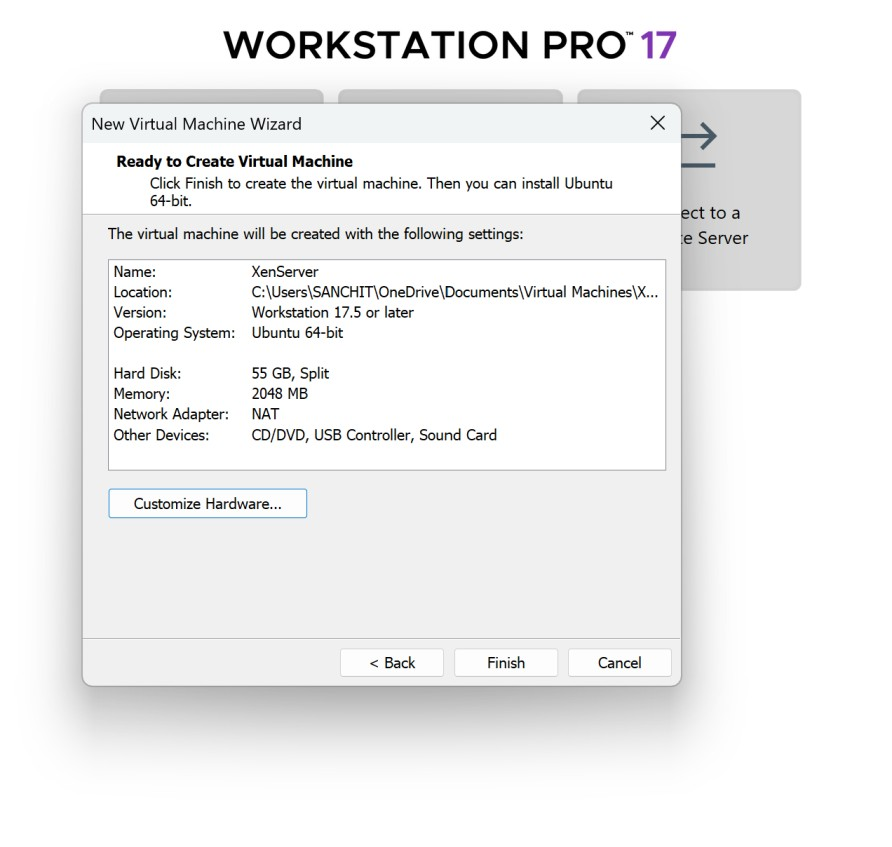 WORKSTATION PRO™ 17
New Virtual Machine Wizard
Ready to Create Virtual Machine
Click Finish to create the virtual machine. Then you can install Ubuntu
64-bit.
ect to a
e Server
The virtual machine will be created with the following settings:
Name: XenServer
Location: C:\Users\SANCHIT\OneDrive\Documents\Virtual Machines\X...
Version: Workstation 17.5 or later
Operating System: Ubuntu 64-bit
Hard Disk: 55 GB, Split
Memory: 2048 MB
Network Adapter: NAT
Other Devices: CD/DVD, USB Controller, Sound Card
Customize Hardware...
< Back
Finish
Cancel